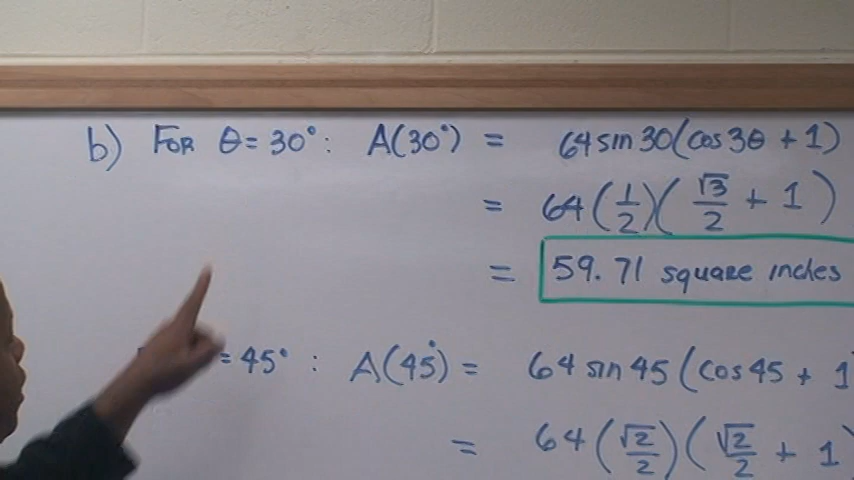 b) FOR θ = 30° : A(30°) = 64 sin 30(cos 3θ + 1)
= 64(1/2)(√3/2 + 1)
= 59.71 square inches
= 45° : A(45°) = 64 sin 45(cos 45 + 1
= 64(√2/2)(√2/2 + 1)